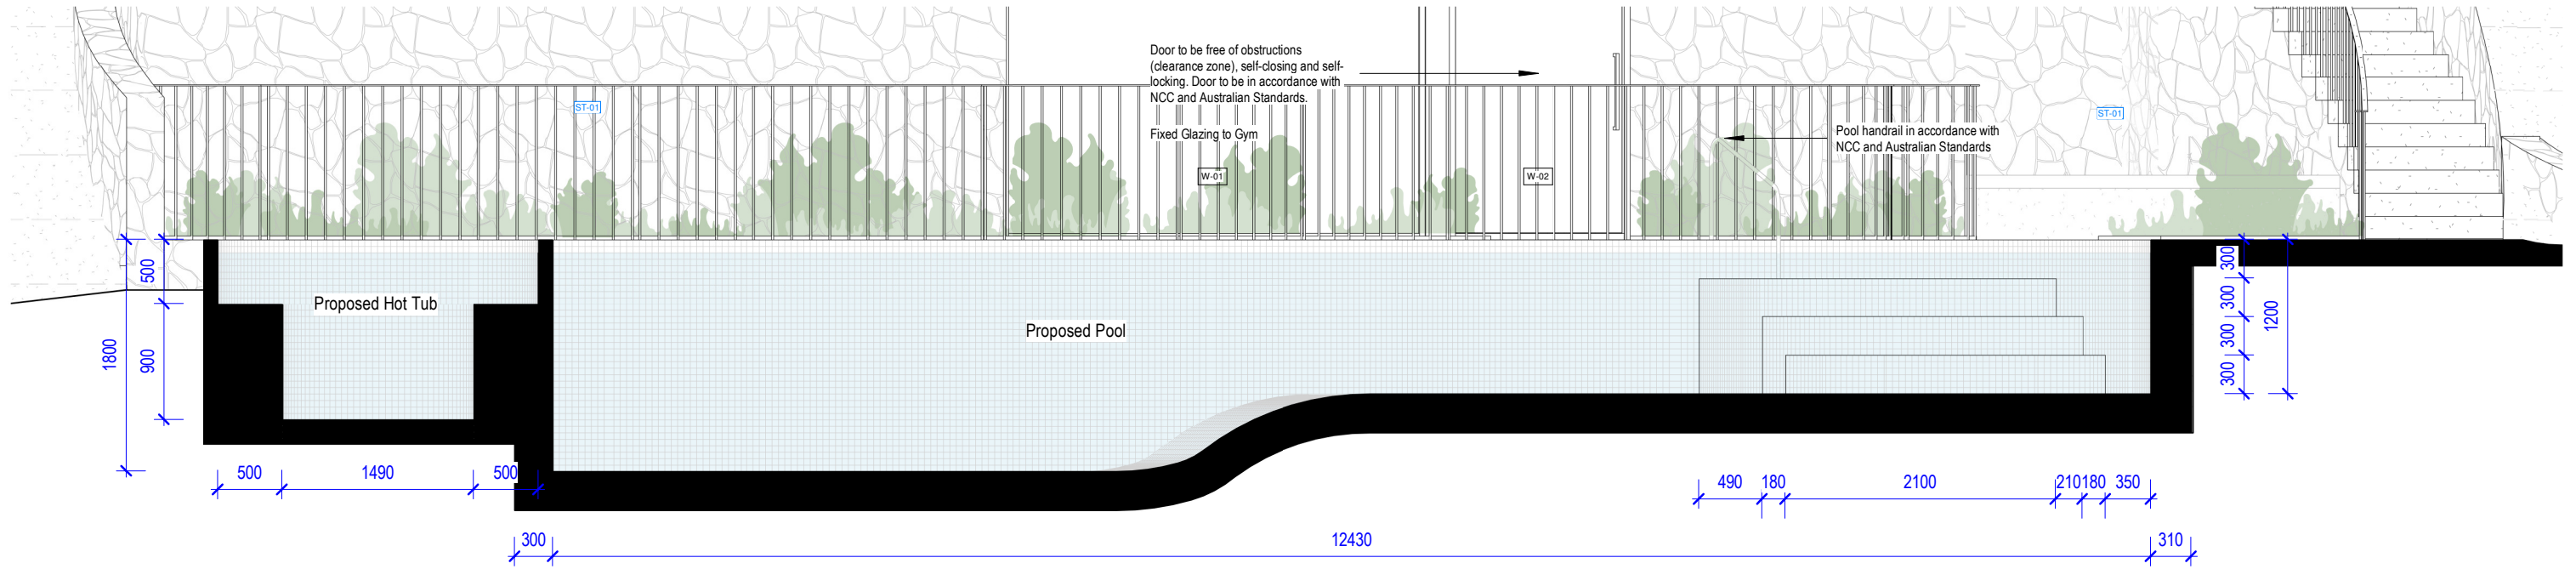 Door to be free of obstructions
(clearance zone), self-closing and self-
locking. Door to be in accordance with
NCC and Australian Standards.
Fixed Glazing to Gym
ST-01
ST-01
Pool handrail in accordance with
NCC and Australian Standards
W-01
W-02
Proposed Hot Tub
Proposed Pool
500
900
1800
300
300
300
300
1200
500
1490
500
490
180
2100
210
180
350
300
12430
310